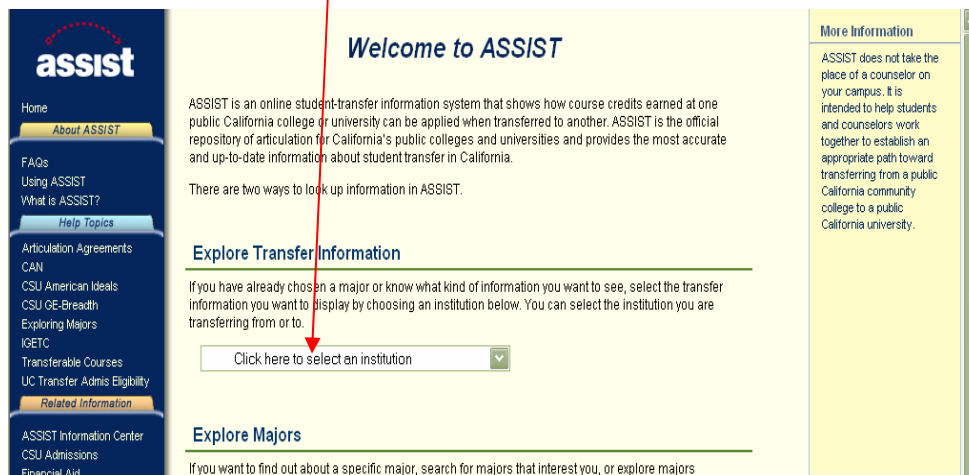 assist
Home
About ASSIST
FAQs
Using ASSIST
What is ASSIST?
Help Topics
Articulation Agreements
CAN
CSU American Ideals
CSU GE-Breadth
Exploring Majors
IGETC
Transferable Courses
UC Transfer Admis Eligibility
Related Information
ASSIST Information Center
CSU Admissions
Financial Aid
Welcome to ASSIST
ASSIST is an online student-transfer information system that shows how course credits earned at one
public California college or university can be applied when transferred to another. ASSIST is the official
repository of articulation for California's public colleges and universities and provides the most accurate
and up-to-date information about student transfer in California.
There are two ways to look up information in ASSIST.
Explore Transfer Information
If you have already chosen a major or know what kind of information you want to see, select the transfer
information you want to display by choosing an institution below. You can select the institution you are
transferring from or to.
Click here to select an institution
Explore Majors
If you want to find out about a specific major, search for majors that interest you, or explore majors
More Information
ASSIST does not take the
place of a counselor on
your campus. It is
intended to help students
and counselors work
together to establish an
appropriate path toward
transferring from a public
California community
college to a public
California university.